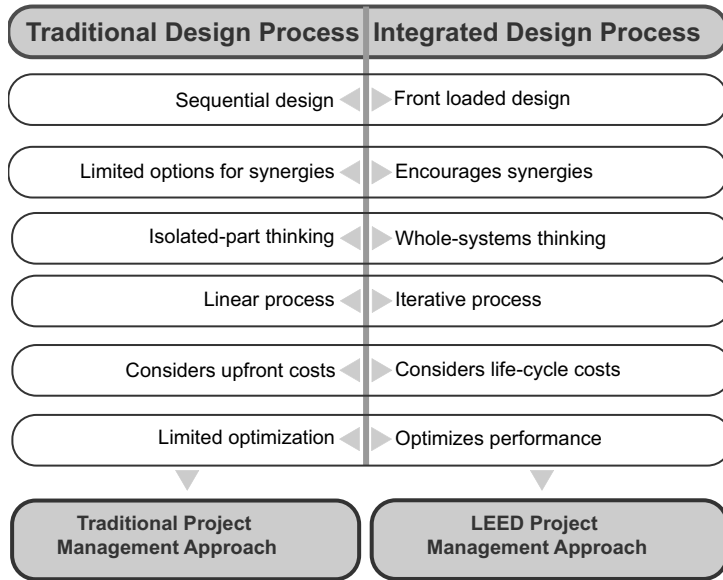 Traditional Design Process Integrated Design Process
Sequential design Front loaded design
Limited options for synergies Encourages synergies
Isolated-part thinking Whole-systems thinking
Linear process Iterative process
Considers upfront costs Considers life-cycle costs
Limited optimization Optimizes performance
Traditional Project
Management Approach
LEED Project
Management Approach